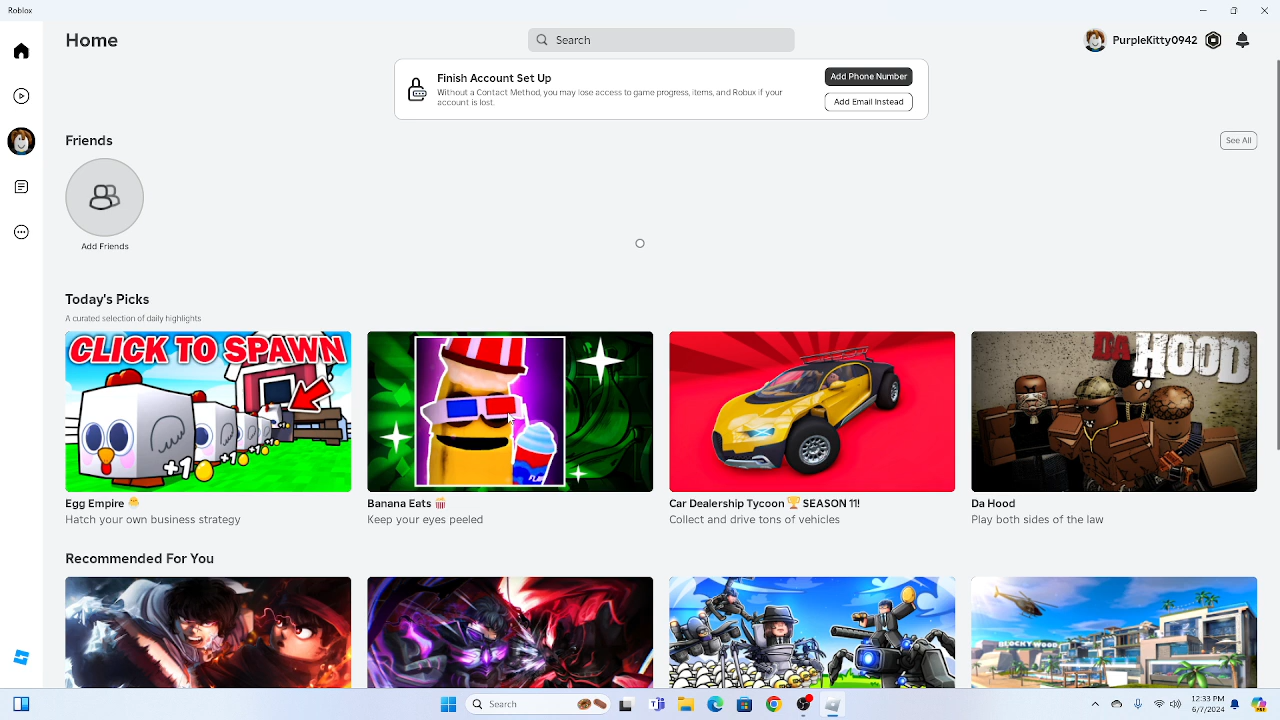 Roblox
Home
Search
PurpleKitty0942
Finish Account Set Up
Without a Contact Method, you may lose access to game progress, items, and Robux if your
account is lost.
Add Phone Number
Add Email Instead
Friends
See All
Add Friends
Today's Picks
A curated selection of daily highlights
CLICK TO SPAWN
+1
+1
+1
DA HOOD
Egg Empire 🐣
Hatch your own business strategy
Banana Eats 🍿
Keep your eyes peeled
Car Dealership Tycoon 🏆 SEASON 11!
Collect and drive tons of vehicles
Da Hood
Play both sides of the law
Recommended For You
BLOCKYWOOD
Search
12:33 PM
6/7/2024